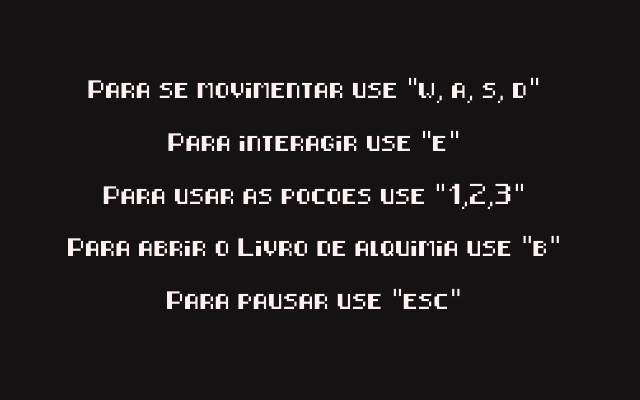 Para se movimentar use "W, A, S, D"
Para interagir use "E"
Para usar as pocoes use "1,2,3"
Para abrir o Livro de alquimia use "B"
Para pausar use "ESC"